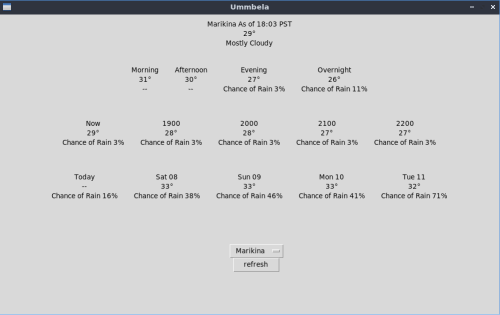 Ummbela
Marikina As of 18:03 PST
29°
Mostly Cloudy
Morning Afternoon Evening Overnight
31° 30° 27° 26°
-- -- Chance of Rain 3% Chance of Rain 11%
Now 1900 2000 2100 2200
29° 28° 28° 27° 27°
Chance of Rain 3% Chance of Rain 3% Chance of Rain 3% Chance of Rain 3% Chance of Rain 3%
Today Sat 08 Sun 09 Mon 10 Tue 11
-- 33° 33° 33° 32°
Chance of Rain 16% Chance of Rain 38% Chance of Rain 46% Chance of Rain 41% Chance of Rain 71%
Marikina
refresh